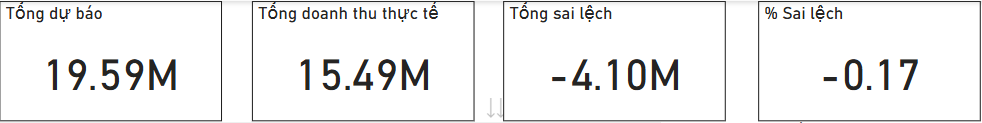 Tổng dự báo
19.59M
Tổng doanh thu thực tế
15.49M
Tổng sai lệch
-4.10M
% Sai lệch
-0.17